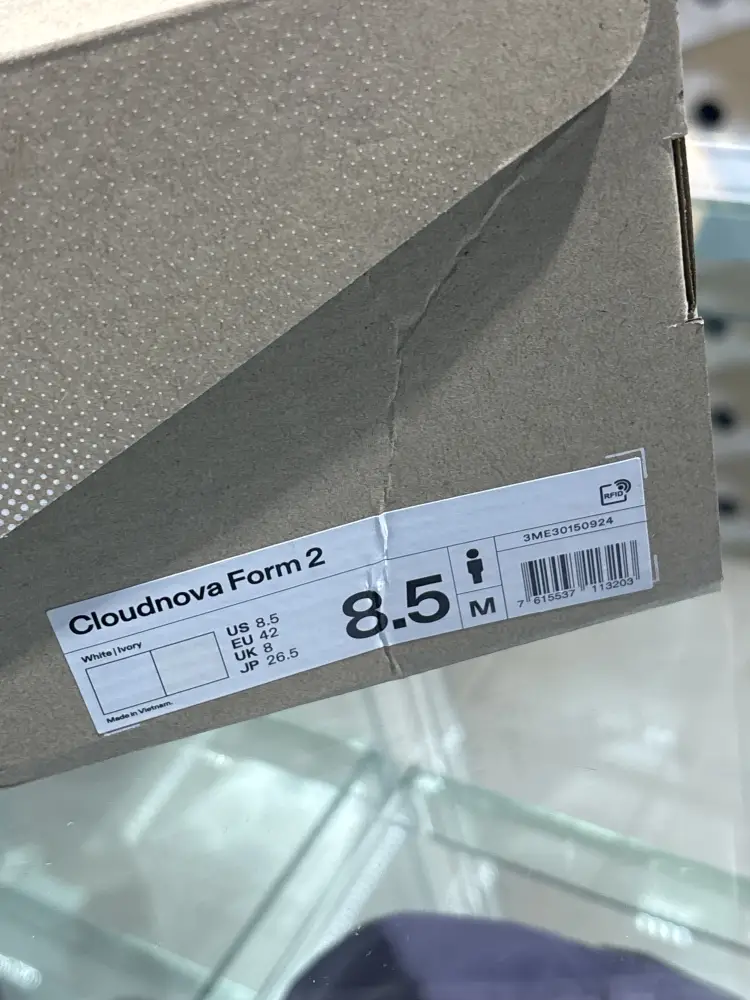 Cloudnova Form 2
White | Ivory
Made in Vietnam.
US 8.5
EU 42
UK 8
JP 26.5
8.5
M
RFID
3ME30150924
7 615537 113203